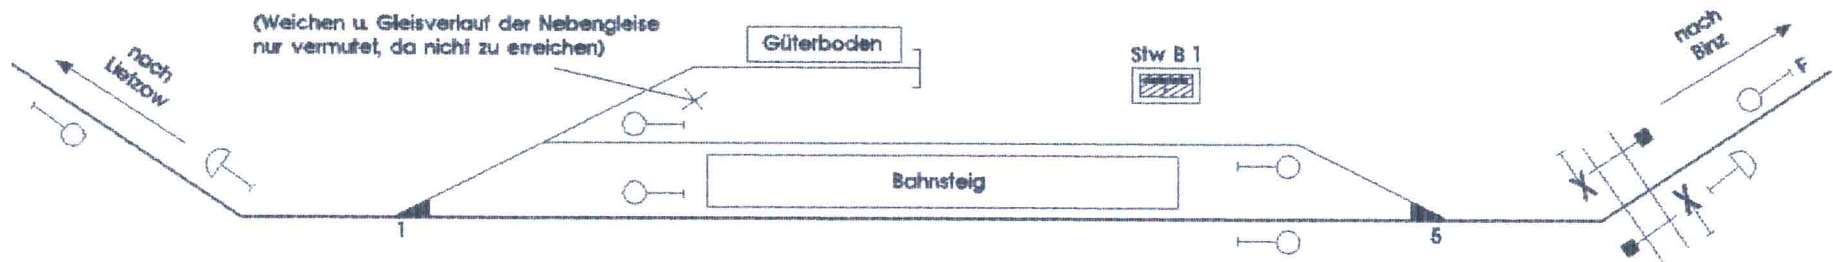 (Weichen u. Gleisverlauf der Nebengleise
nur vermutet, da nicht zu erreichen)
Güterboden
Stw B 1
nach
Lietzow
nach
Binz
F
Bahnsteig
1
5